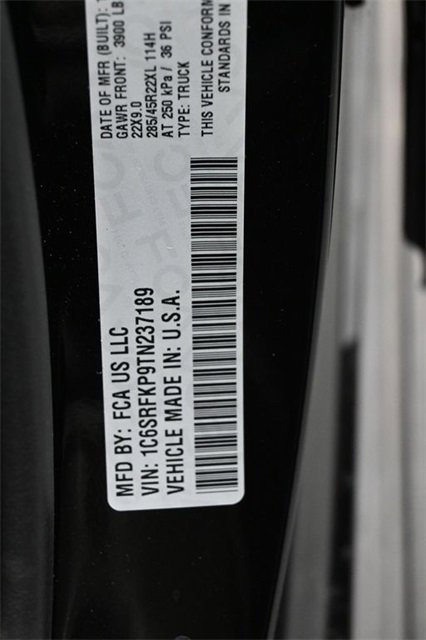 MFD BY: FCA US LLC
VIN: 1C6SRFKP9TN237189
VEHICLE MADE IN: U.S.A.
DATE OF MFR (BUILT):
GAWR FRONT: 3900 LB
22X9.0
285/45R22XL 114H
AT 250 kPa / 36 PSI
TYPE: TRUCK
THIS VEHICLE CONFORM
STANDARDS IN